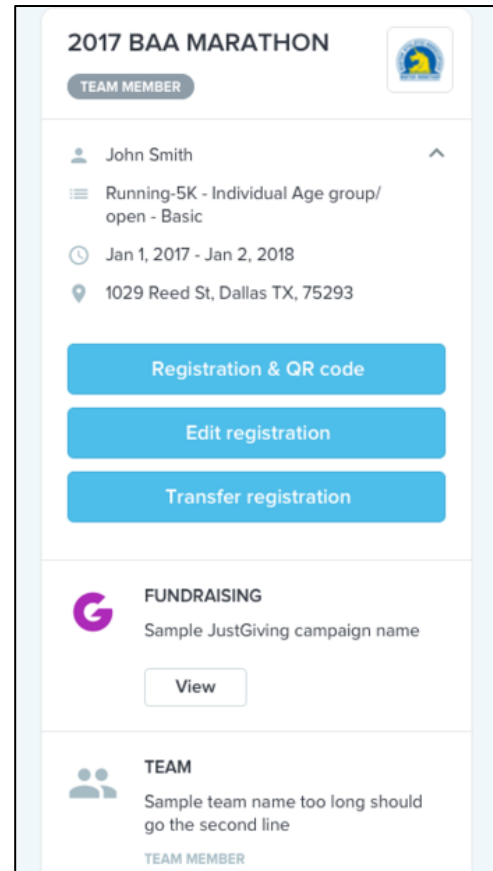 2017 BAA MARATHON
TEAM MEMBER
John Smith
Running-5K - Individual Age group/
open - Basic
Jan 1, 2017 - Jan 2, 2018
1029 Reed St, Dallas TX, 75293
Registration & QR code
Edit registration
Transfer registration
FUNDRAISING
Sample JustGiving campaign name
View
TEAM
Sample team name too long should
go the second line
TEAM MEMBER